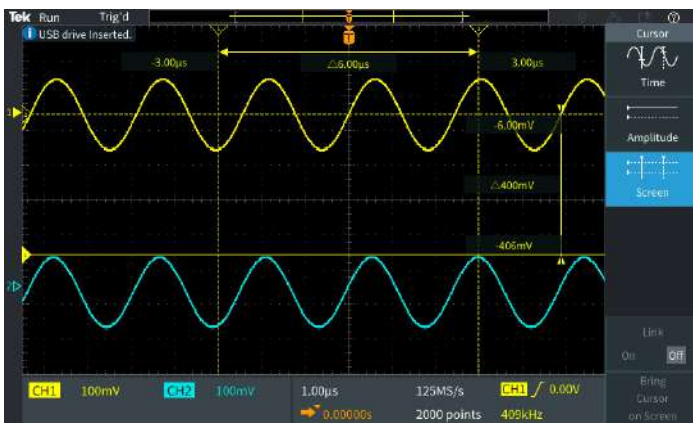 Tek Run Trig'd
USB drive Inserted.
Cursor
-3.00µs △6.00µs 3.00µs
Time
-6.00mV
Amplitude
△400mV
Screen
-406mV
Link
On Off
CH1 100mV CH2 100mV 1.00µs 125MS/s CH1 0.00V
0.00000s 2000 points 409kHz
Bring
Cursor
on Screen